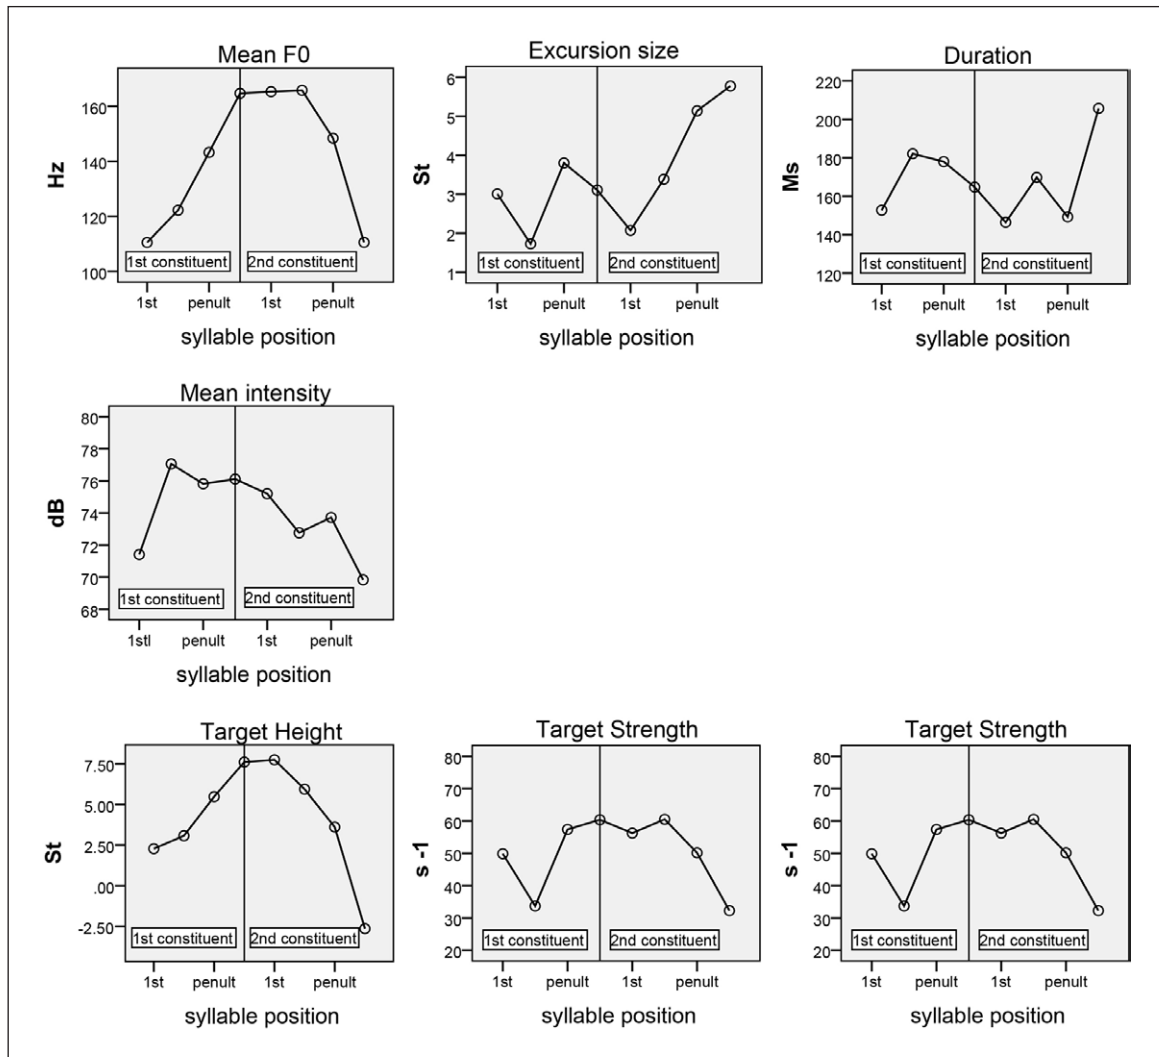 Mean F0
160
140
120
100
Hz
1st constituent
2nd constituent
1st
penult
1st
penult
syllable position
Excursion size
6
5
4
3
2
1
St
1st constituent
2nd constituent
1st
penult
1st
penult
syllable position
Duration
220
200
180
160
140
120
Ms
1st constituent
2nd constituent
1st
penult
1st
penult
syllable position
Mean intensity
80
78
76
74
72
70
68
dB
1st constituent
2nd constituent
1stl
penult
1st
penult
syllable position
Target Height
7.50
5.00
2.50
.00
-2.50
St
1st constituent
2nd constituent
1st
penult
1st
penult
syllable position
Target Strength
80
70
60
50
40
30
20
s -1
1st constituent
2nd constituent
1st
penult
1st
penult
syllable position
Target Strength
80
70
60
50
40
30
20
s -1
1st constituent
2nd constituent
1st
penult
1st
penult
syllable position